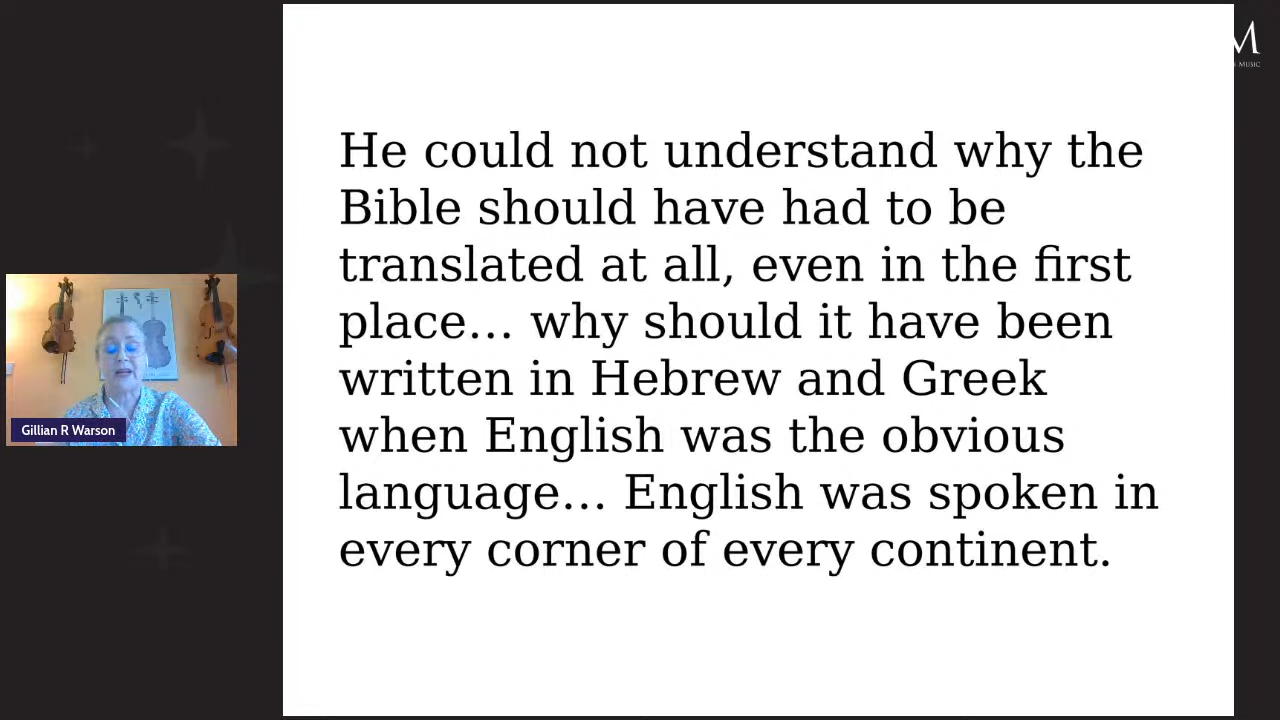 M
MUSIC
He could not understand why the
Bible should have had to be
translated at all, even in the first
place... why should it have been
written in Hebrew and Greek
when English was the obvious
language... English was spoken in
every corner of every continent.
Gillian R Warson